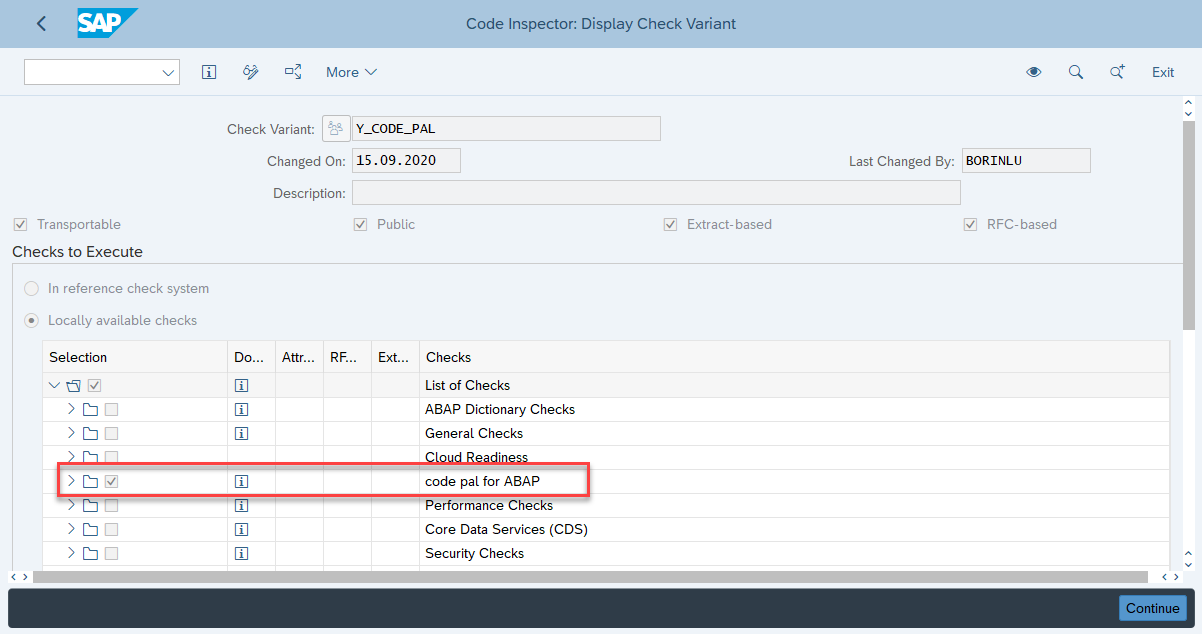 SAP Code Inspector: Display Check Variant
More Exit
Check Variant: Y_CODE_PAL
Changed On: 15.09.2020 Last Changed By: BORINLU
Description:
Transportable Public Extract-based RFC-based
Checks to Execute
In reference check system
Locally available checks
Selection Do... Attr... RF... Ext... Checks
List of Checks
ABAP Dictionary Checks
General Checks
Cloud Readiness
code pal for ABAP
Performance Checks
Core Data Services (CDS)
Security Checks
Continue